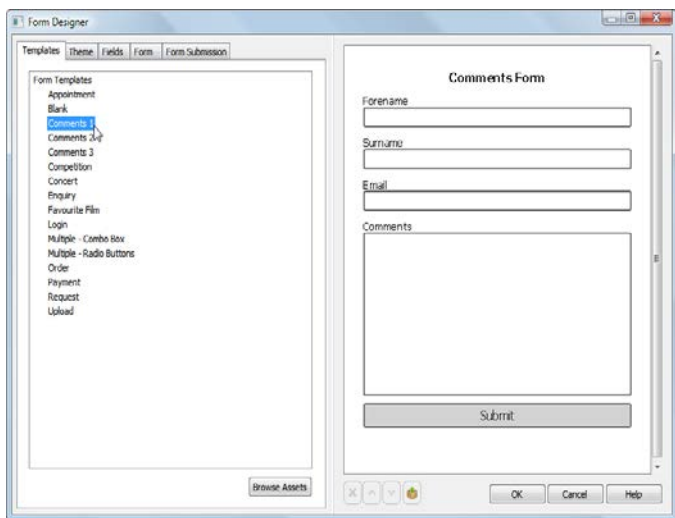 Form Designer
Templates Theme Fields Form Form Submission
Form Templates
Appointment
Blank
Comments 1
Comments 2
Comments 3
Competition
Concert
Enquiry
Favourite Film
Login
Multiple - Combo Box
Multiple - Radio Buttons
Order
Payment
Request
Upload
Browse Assets
Comments Form
Forename
Surname
Email
Comments
Submit
OK Cancel Help